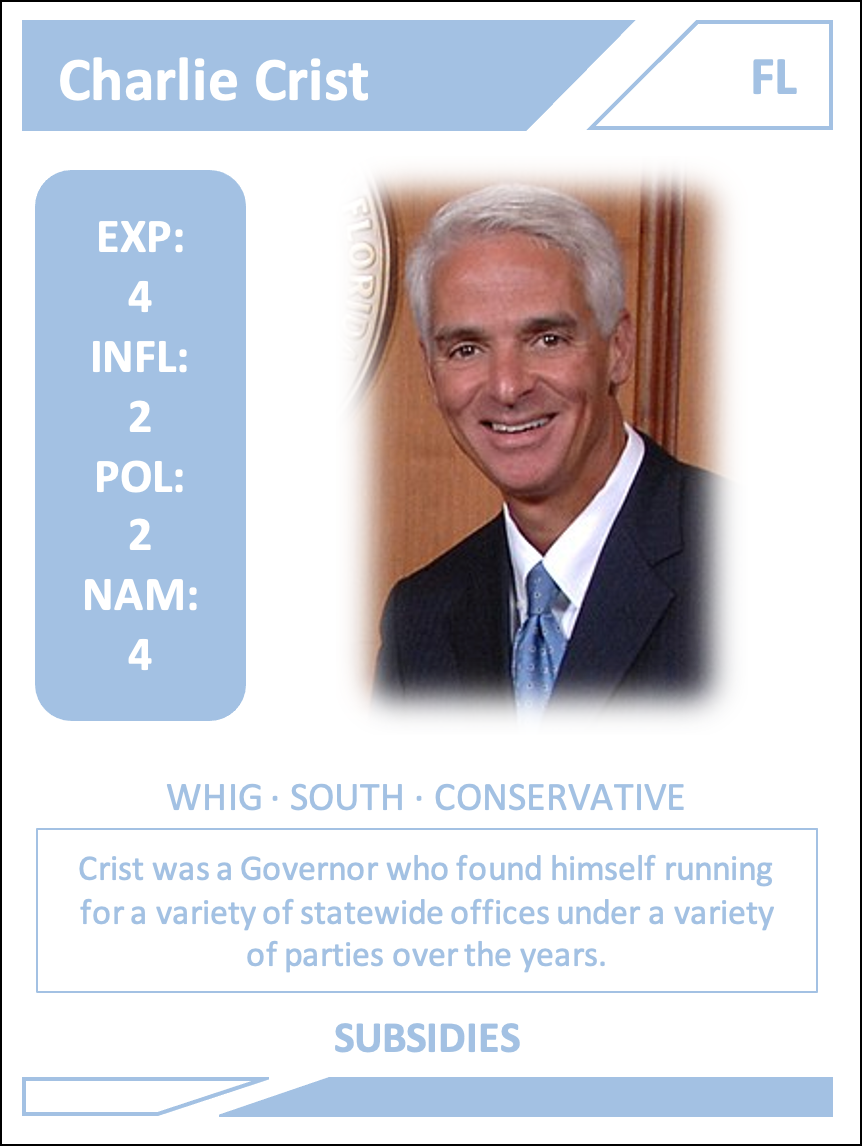 Charlie Crist
FL
EXP:
4
INFL:
2
POL:
2
NAM:
4
FLORID
WHIG · SOUTH · CONSERVATIVE
Crist was a Governor who found himself running
for a variety of statewide offices under a variety
of parties over the years.
SUBSIDIES